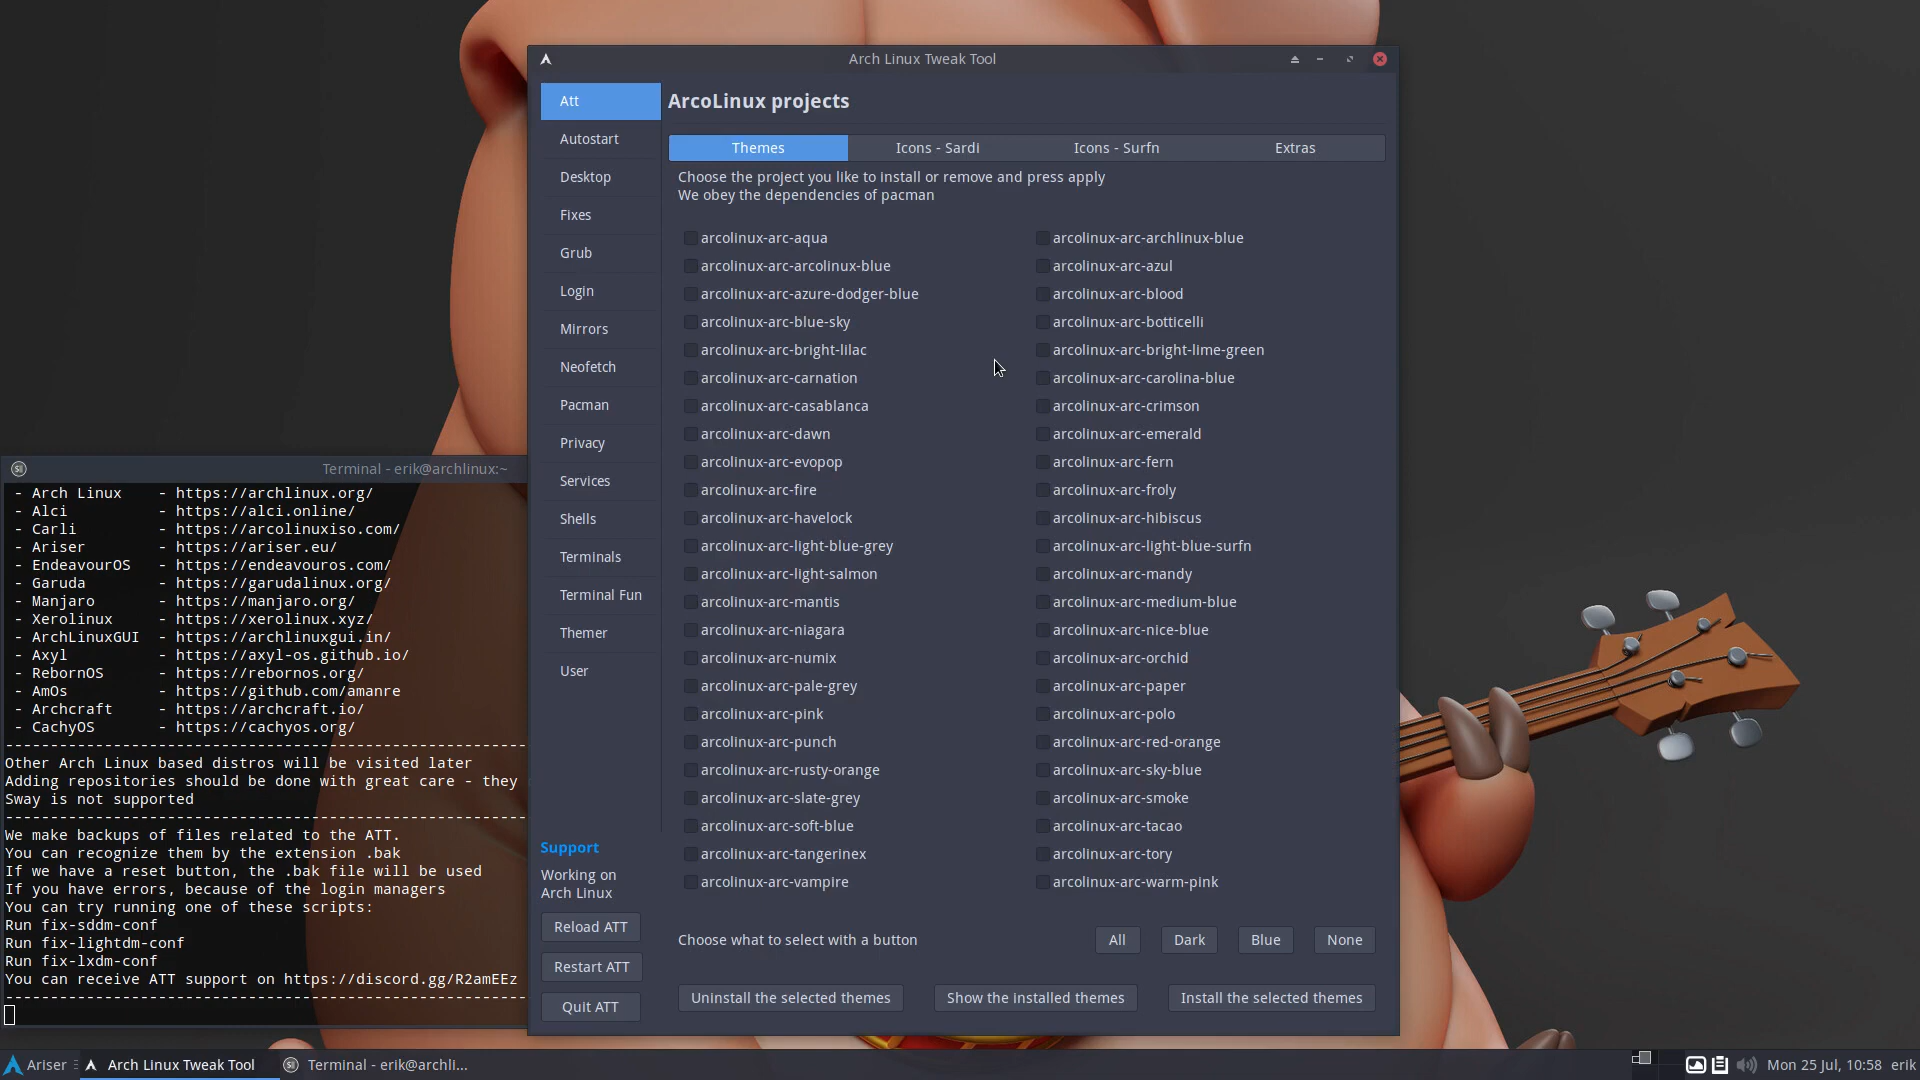 Arch Linux Tweak Tool
Att
Autostart
Desktop
Fixes
Grub
Login
Mirrors
Neofetch
Pacman
Privacy
Services
Shells
Terminals
Terminal Fun
Themer
User
Support
Working on
Arch Linux
Reload ATT
Restart ATT
Quit ATT
ArcoLinux projects
Themes Icons - Sardi Icons - Surfn Extras
Choose the project you like to install or remove and press apply
We obey the dependencies of pacman
arcolinux-arc-aqua arcolinux-arc-archlinux-blue
arcolinux-arc-arcolinux-blue arcolinux-arc-azul
arcolinux-arc-azure-dodger-blue arcolinux-arc-blood
arcolinux-arc-blue-sky arcolinux-arc-botticelli
arcolinux-arc-bright-lilac arcolinux-arc-bright-lime-green
arcolinux-arc-carnation arcolinux-arc-carolina-blue
arcolinux-arc-casablanca arcolinux-arc-crimson
arcolinux-arc-dawn arcolinux-arc-emerald
arcolinux-arc-evopop arcolinux-arc-fern
arcolinux-arc-fire arcolinux-arc-froly
arcolinux-arc-havelock arcolinux-arc-hibiscus
arcolinux-arc-light-blue-grey arcolinux-arc-light-blue-surfn
arcolinux-arc-light-salmon arcolinux-arc-mandy
arcolinux-arc-mantis arcolinux-arc-medium-blue
arcolinux-arc-niagara arcolinux-arc-nice-blue
arcolinux-arc-numix arcolinux-arc-orchid
arcolinux-arc-pale-grey arcolinux-arc-paper
arcolinux-arc-pink arcolinux-arc-polo
arcolinux-arc-punch arcolinux-arc-red-orange
arcolinux-arc-rusty-orange arcolinux-arc-sky-blue
arcolinux-arc-slate-grey arcolinux-arc-smoke
arcolinux-arc-soft-blue arcolinux-arc-tacao
arcolinux-arc-tangerinex arcolinux-arc-tory
arcolinux-arc-vampire arcolinux-arc-warm-pink
Choose what to select with a button All Dark Blue None
Uninstall the selected themes Show the installed themes Install the selected themes
Terminal - erik@archlinux:~
- Arch Linux - https://archlinux.org/
- Alci - https://alci.online/
- Carli - https://arcolinuxiso.com/
- Ariser - https://ariser.eu/
- EndeavourOS - https://endeavouros.com/
- Garuda - https://garudalinux.org/
- Manjaro - https://manjaro.org/
- Xerolinux - https://xerolinux.xyz/
- ArchLinuxGUI - https://archlinuxgui.in/
- Axyl - https://axyl-os.github.io/
- RebornOS - https://rebornos.org/
- AmOs - https://github.com/amanre
- Archcraft - https://archcraft.io/
- CachyOS - https://cachyos.org/
----------------------------------------------------------
Other Arch Linux based distros will be visited later
Adding repositories should be done with great care - they
Sway is not supported
----------------------------------------------------------
We make backups of files related to the ATT.
You can recognize them by the extension .bak
If we have a reset button, the .bak file will be used
If you have errors, because of the login managers
You can try running one of these scripts:
Run fix-sddm-conf
Run fix-lightdm-conf
Run fix-lxdm-conf
You can receive ATT support on https://discord.gg/R2amEEz
----------------------------------------------------------
Ariser Arch Linux Tweak Tool Terminal - erik@archli... Mon 25 Jul, 10:58 erik